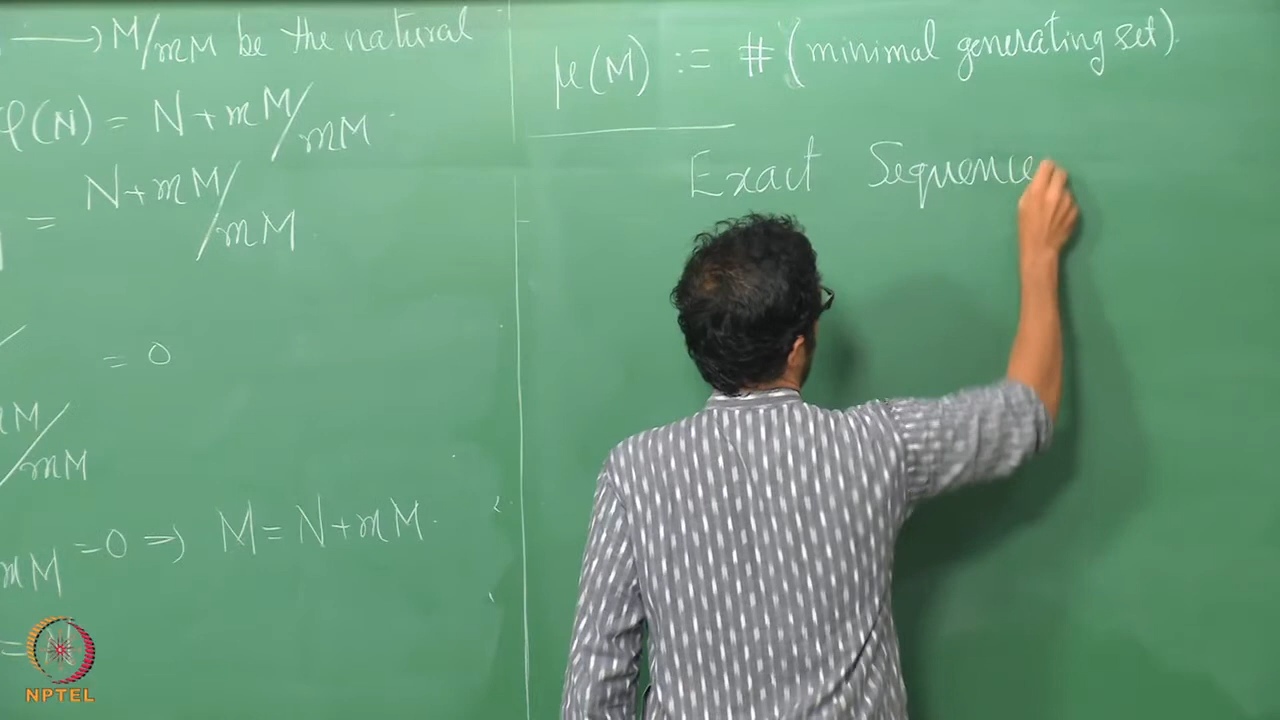 ⟶ M/mM be the natural
φ(N) = N+mM/mM.
= N+mM/mM.
= 0
M/mM
mM =0 ⇒ M=N+mM.
=
μ(M) := # (minimal generating set).
Exact Sequence
NPTEL